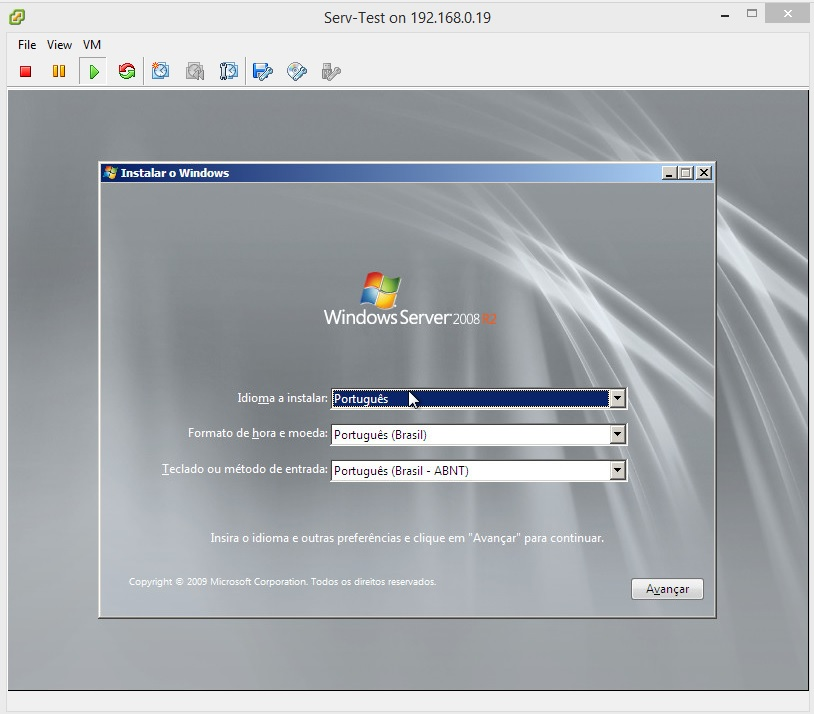 Serv-Test on 192.168.0.19
File View VM
Instalar o Windows
Windows Server 2008 R2
Idioma a instalar: Português
Formato de hora e moeda: Português (Brasil)
Teclado ou método de entrada: Português (Brasil - ABNT)
Insira o idioma e outras preferências e clique em "Avançar" para continuar.
Copyright © 2009 Microsoft Corporation. Todos os direitos reservados.
Avançar